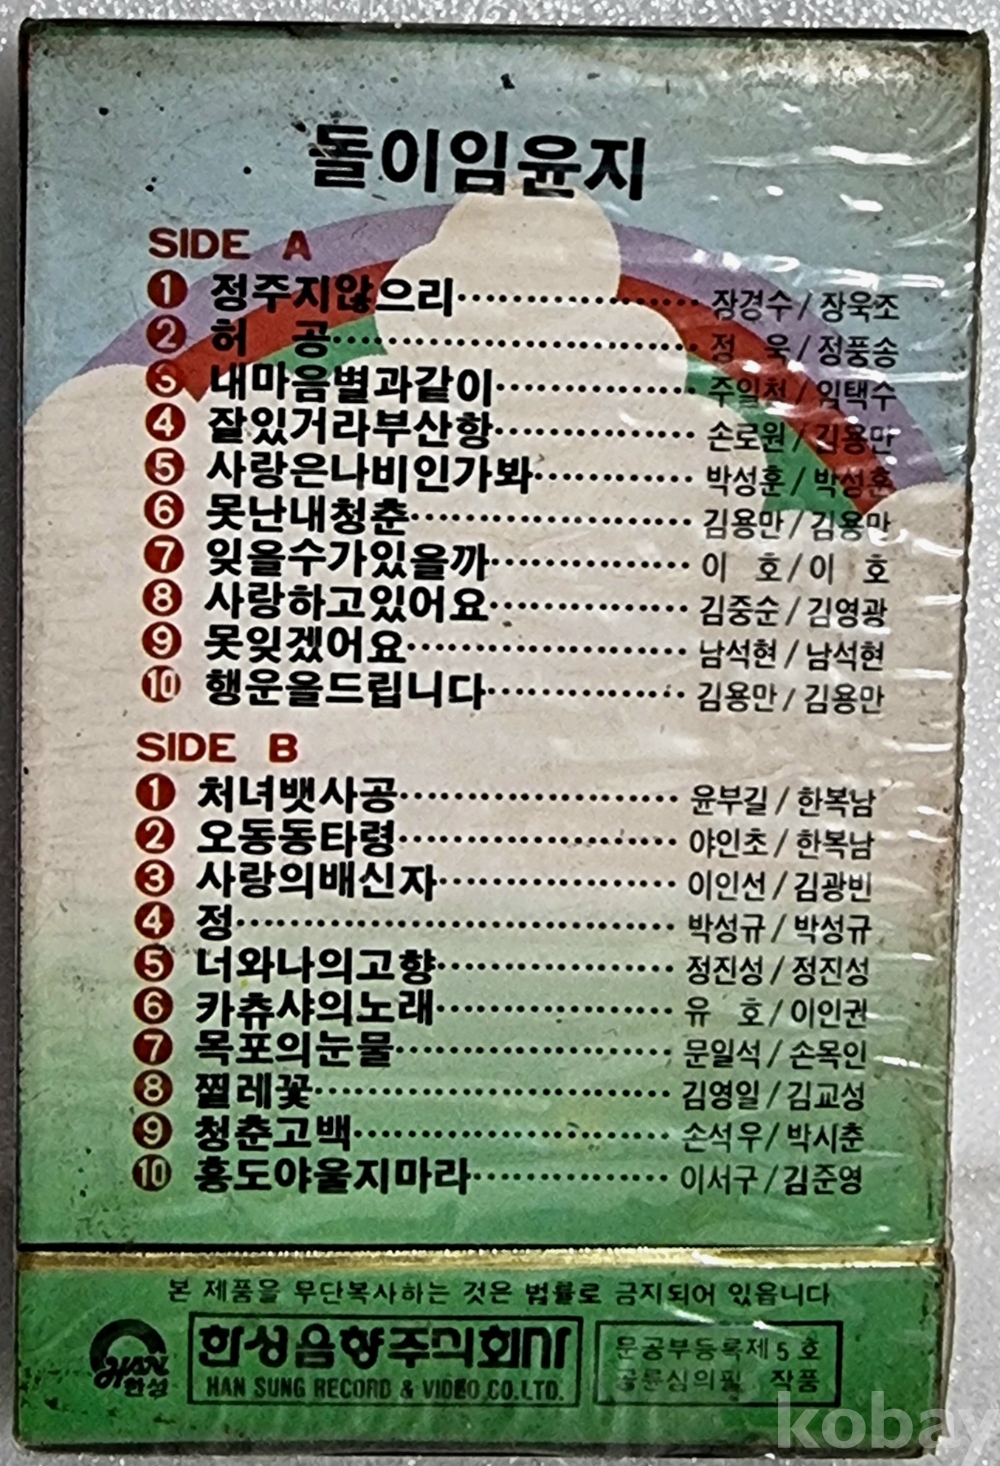 돌이임윤지
SIDE A
1 정주지않으리 장경수 / 장욱조
2 허 공 정 욱 / 정풍송
3 내마음별과같이 주일청 / 임택수
4 잘있거라부산항 손로원 / 김용만
5 사랑은나비인가봐 박성훈 / 박성훈
6 못난내청춘 김용만 / 김용만
7 잊을수가있을까 이 호 / 이 호
8 사랑하고있어요 김중순 / 김영광
9 못잊겠어요 남석현 / 남석현
10 행운을드립니다 김용만 / 김용만
SIDE B
1 처녀뱃사공 윤부길 / 한복남
2 오동동타령 야인초 / 한복남
3 사랑의배신자 이인선 / 김광빈
4 정 박성규 / 박성규
5 너와나의고향 정진성 / 정진성
6 카츄샤의노래 유 호 / 이인권
7 목포의눈물 문일석 / 손목인
8 찔레꽃 김영일 / 김교성
9 청춘고백 손석우 / 박시춘
10 홍도야울지마라 이서구 / 김준영
본 제품을 무단복사하는 것은 법률로 금지되어 있읍니다
HAN 한성
한성음향주식회사
HAN SUNG RECORD & VIDEO CO. LTD.
문공부등록제 5 호
공륜심의필 작품
kobay